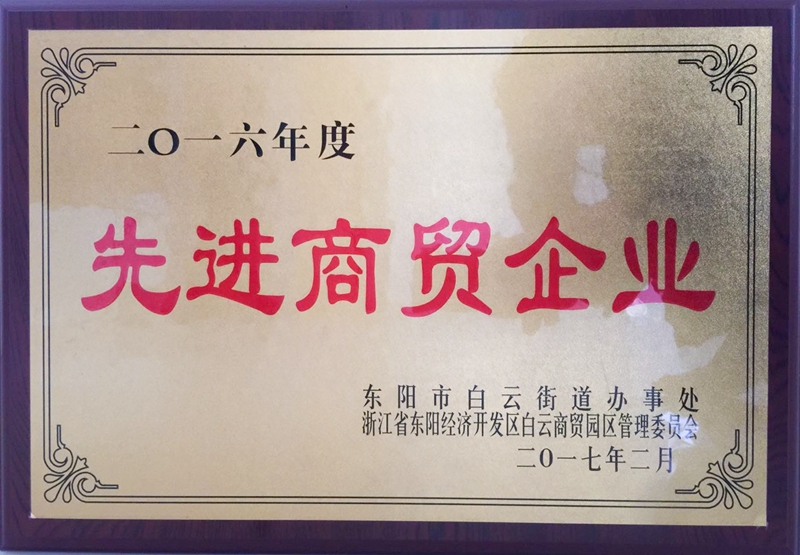 二〇一六年度
先进商贸企业
东阳市白云街道办事处
浙江省东阳经济开发区白云商贸园区管理委员会
二〇一七年二月